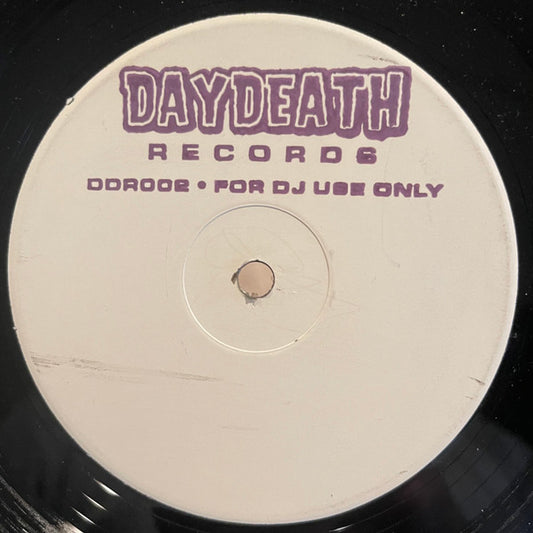 DAYDEATH
RECORDS
DDR002 • FOR DJ USE ONLY